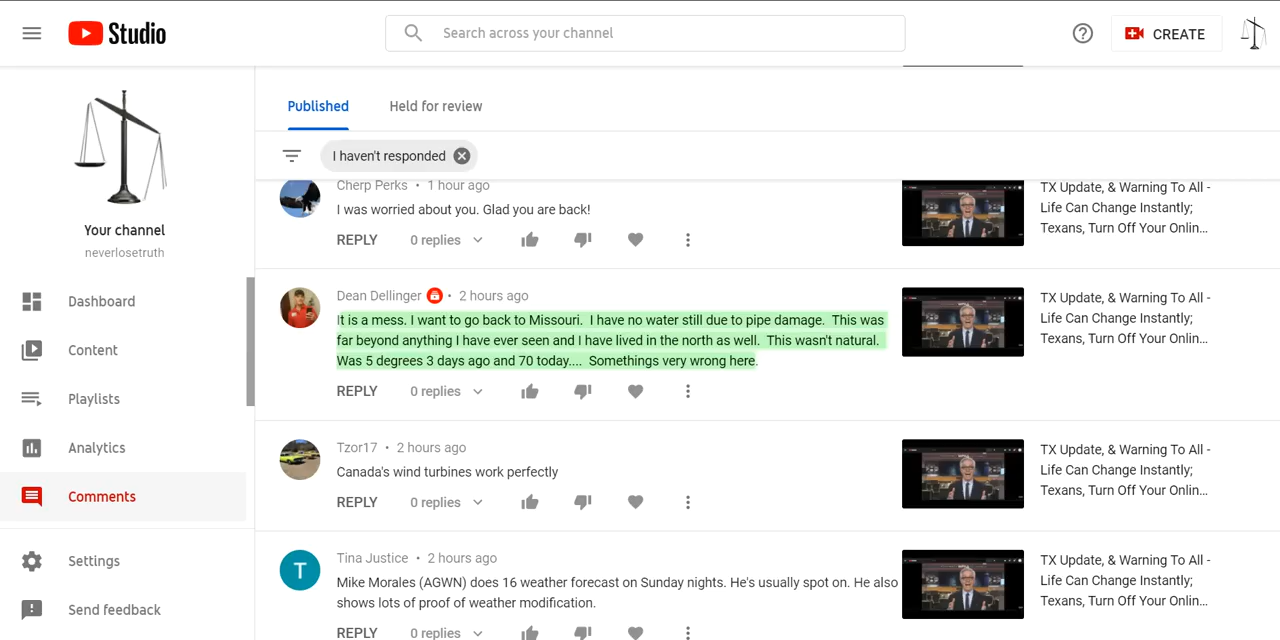 Studio
Search across your channel
CREATE
Your channel
neverlosetruth
Dashboard
Content
Playlists
Analytics
Comments
Settings
Send feedback
Published
Held for review
I haven't responded
Cherp Perks • 1 hour ago
I was worried about you. Glad you are back!
REPLY 0 replies
TX Update, & Warning To All -
Life Can Change Instantly;
Texans, Turn Off Your Onlin...
Dean Dellinger • 2 hours ago
It is a mess. I want to go back to Missouri.  I have no water still due to pipe damage.  This was
far beyond anything I have ever seen and I have lived in the north as well.  This wasn't natural.
Was 5 degrees 3 days ago and 70 today....  Somethings very wrong here.
REPLY 0 replies
TX Update, & Warning To All -
Life Can Change Instantly;
Texans, Turn Off Your Onlin...
Tzor17 • 2 hours ago
Canada's wind turbines work perfectly
REPLY 0 replies
TX Update, & Warning To All -
Life Can Change Instantly;
Texans, Turn Off Your Onlin...
T
Tina Justice • 2 hours ago
Mike Morales (AGWN) does 16 weather forecast on Sunday nights. He's usually spot on. He also
shows lots of proof of weather modification.
REPLY 0 replies
TX Update, & Warning To All -
Life Can Change Instantly;
Texans, Turn Off Your Onlin...